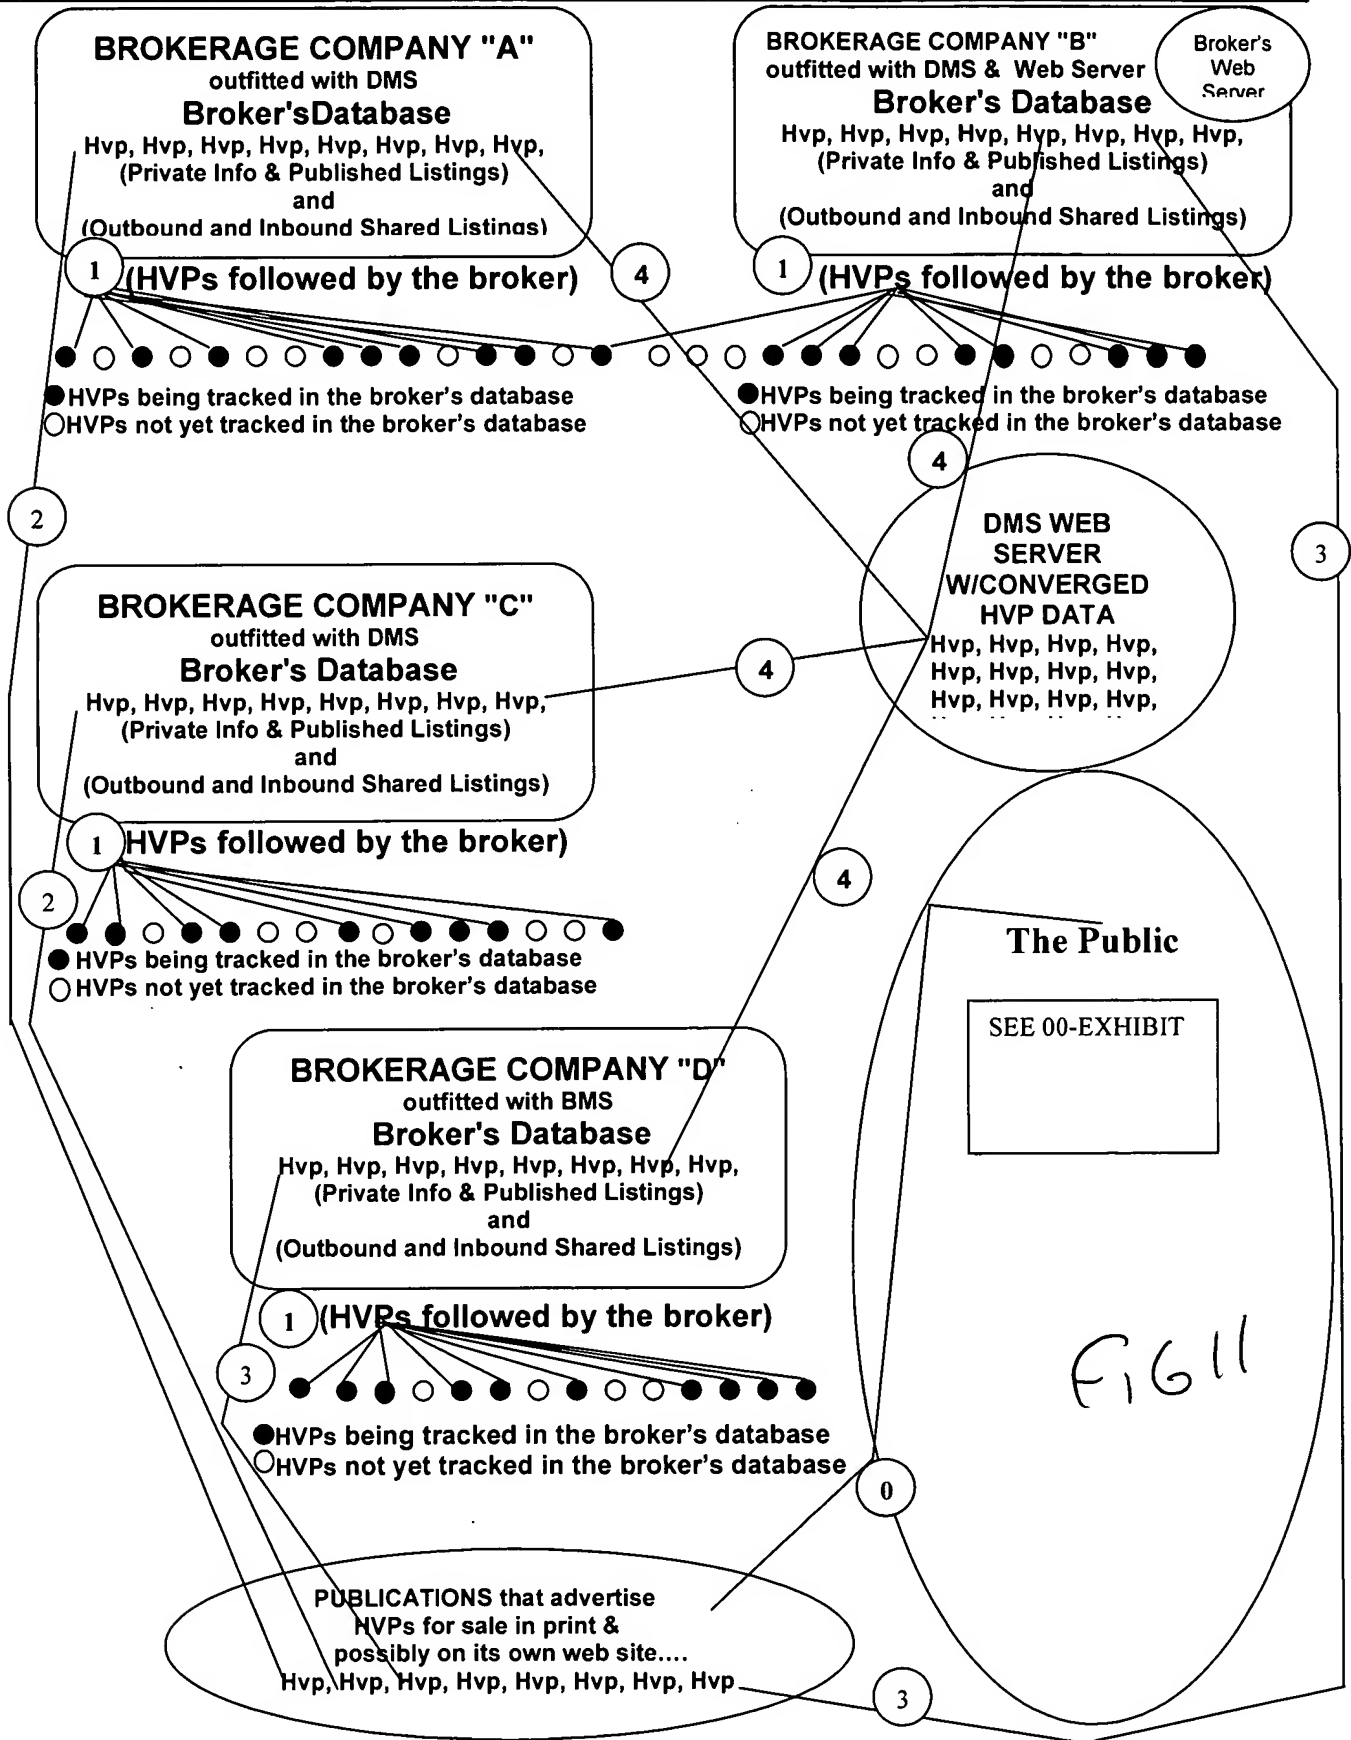 BROKERAGE COMPANY "A"
outfitted with DMS
Broker'sDatabase
Hvp, Hvp, Hvp, Hvp, Hvp, Hvp, Hvp, Hvp,
(Private Info & Published Listings)
and
(Outbound and Inbound Shared Listings)
1
(HVPs followed by the broker)
HVPs being tracked in the broker's database
HVPs not yet tracked in the broker's database
4
BROKERAGE COMPANY "B"
outfitted with DMS & Web Server
Broker's
Web
Server
Broker's Database
Hvp, Hvp, Hvp, Hvp, Hvp, Hvp, Hvp, Hvp,
(Private Info & Published Listings)
and
(Outbound and Inbound Shared Listings)
1
(HVPs followed by the broker)
HVPs being tracked in the broker's database
HVPs not yet tracked in the broker's database
4
2
3
DMS WEB
SERVER
W/CONVERGED
HVP DATA
Hvp, Hvp, Hvp, Hvp,
Hvp, Hvp, Hvp, Hvp,
Hvp, Hvp, Hvp, Hvp,
BROKERAGE COMPANY "C"
outfitted with DMS
Broker's Database
Hvp, Hvp, Hvp, Hvp, Hvp, Hvp, Hvp, Hvp,
(Private Info & Published Listings)
and
(Outbound and Inbound Shared Listings)
4
1
HVPs followed by the broker)
2
HVPs being tracked in the broker's database
HVPs not yet tracked in the broker's database
4
The Public
SEE 00-EXHIBIT
BROKERAGE COMPANY "D"
outfitted with BMS
Broker's Database
Hvp, Hvp, Hvp, Hvp, Hvp, Hvp, Hvp, Hvp,
(Private Info & Published Listings)
and
(Outbound and Inbound Shared Listings)
1
(HVPs followed by the broker)
3
HVPs being tracked in the broker's database
HVPs not yet tracked in the broker's database
FIG 11
0
PUBLICATIONS that advertise
HVPs for sale in print &
possibly on its own web site....
Hvp, Hvp, Hvp, Hvp, Hvp, Hvp, Hvp, Hvp
3